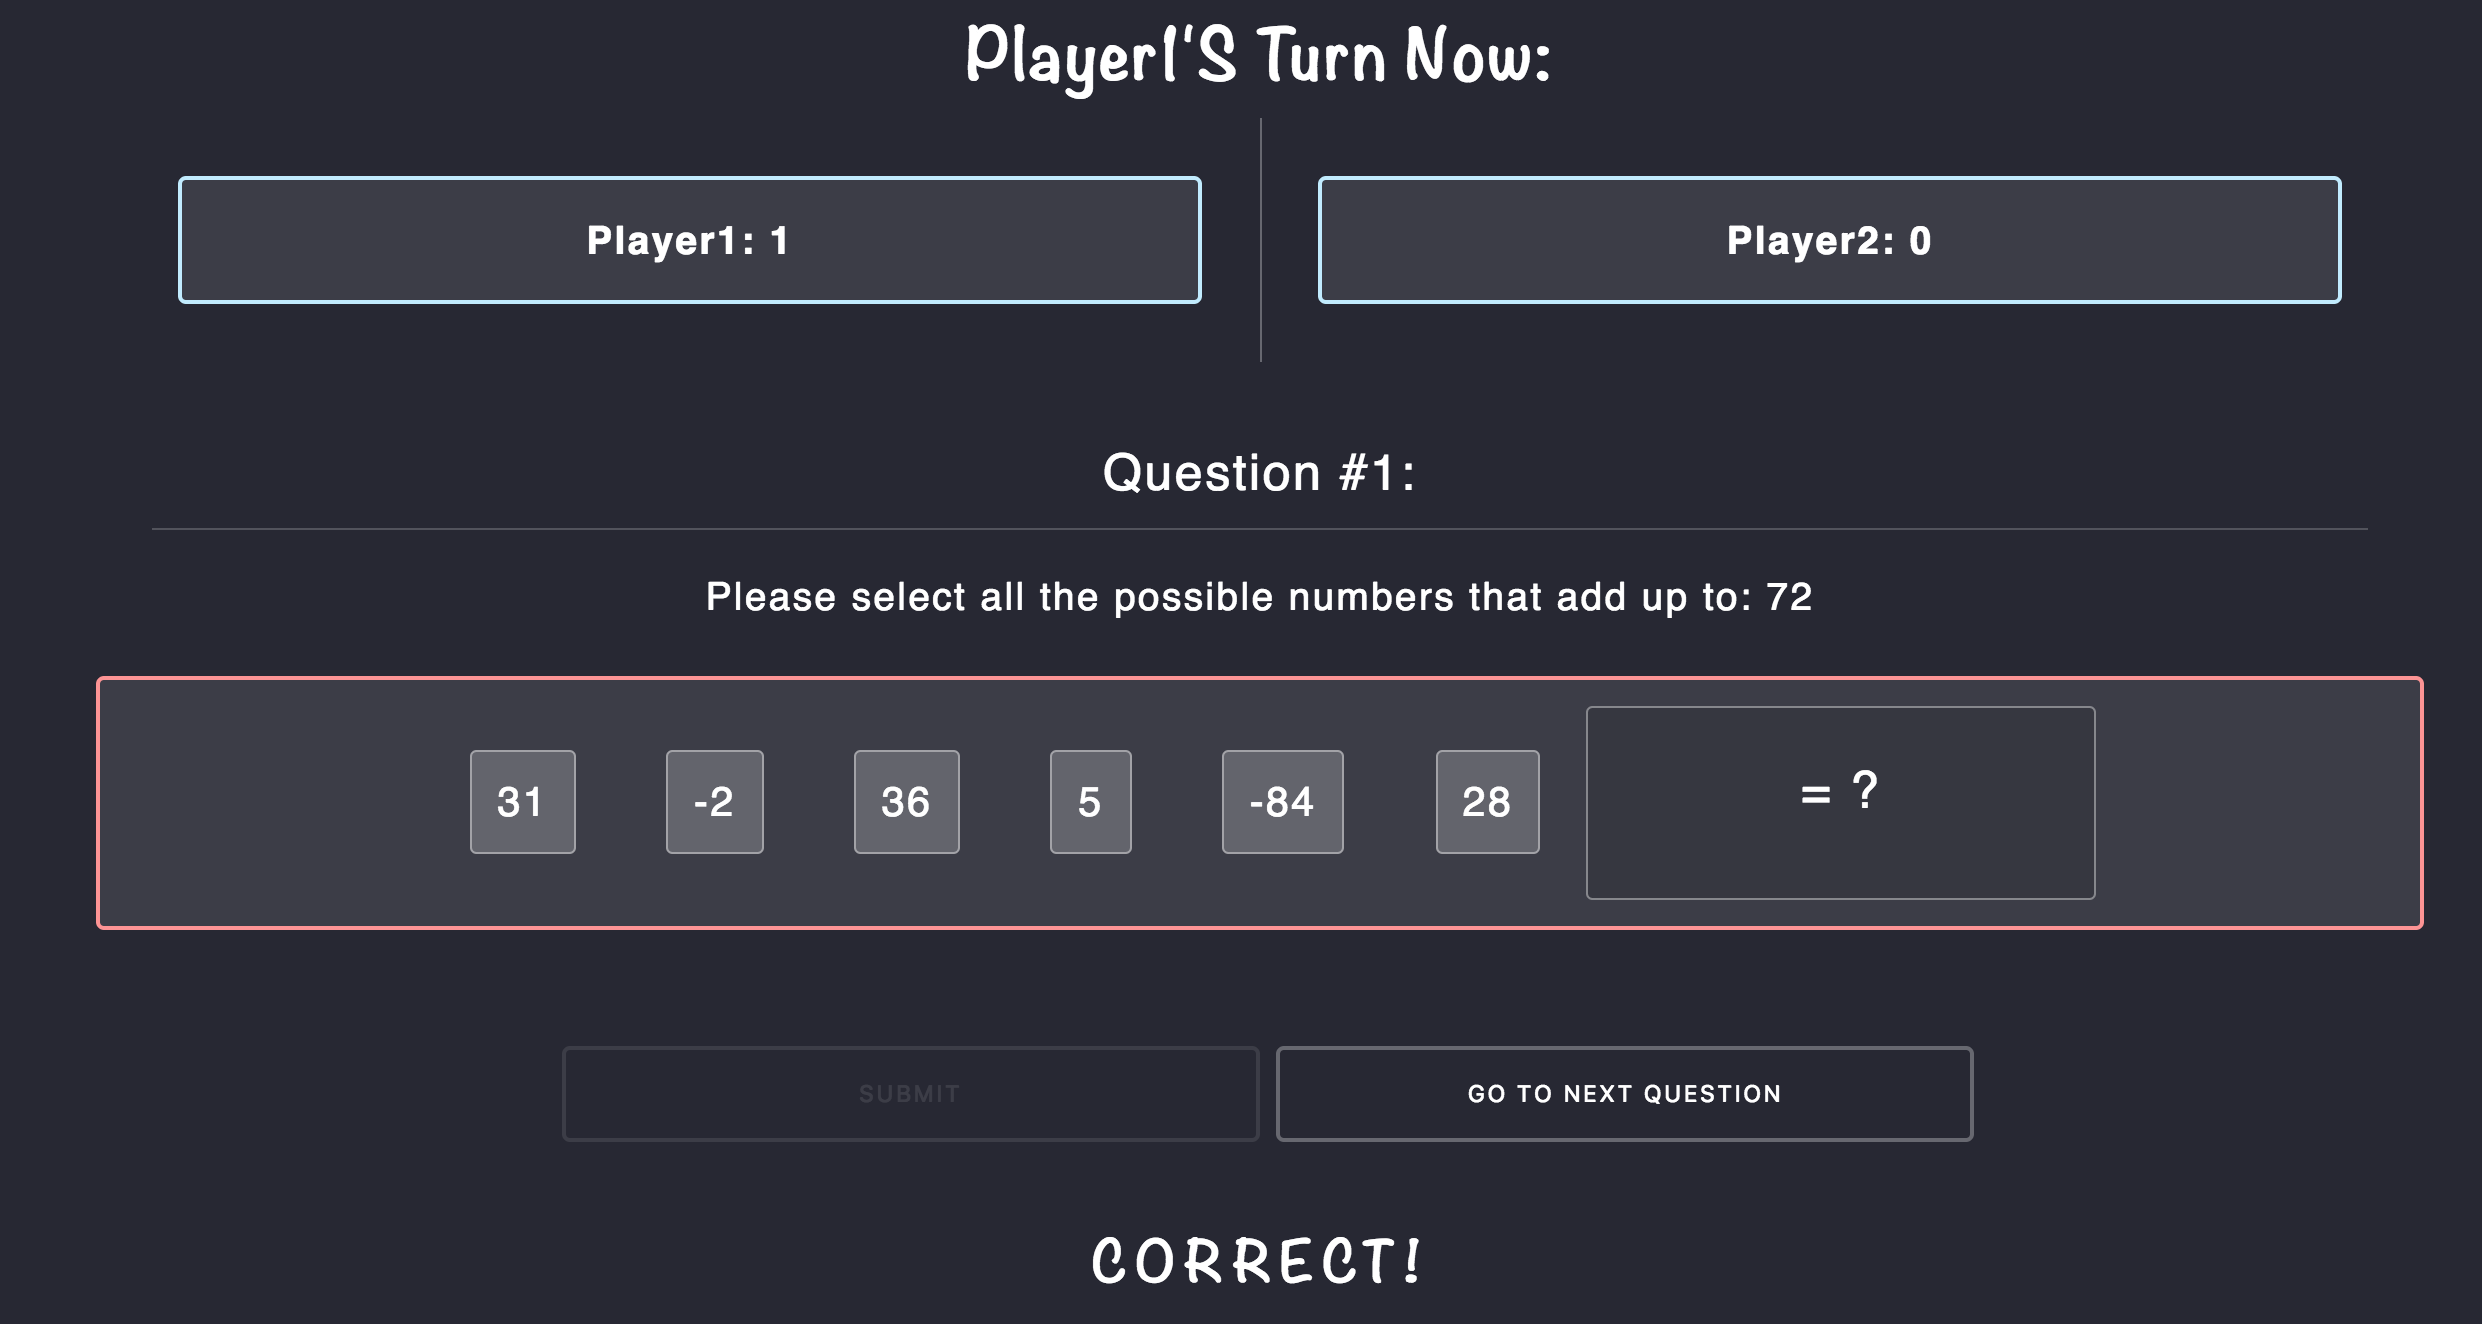 Player1'S Turn Now:
Player1: 1
Player2: 0
Question #1:
Please select all the possible numbers that add up to: 72
31 -2 36 5 -84 28 = ?
SUBMIT
GO TO NEXT QUESTION
CORRECT!